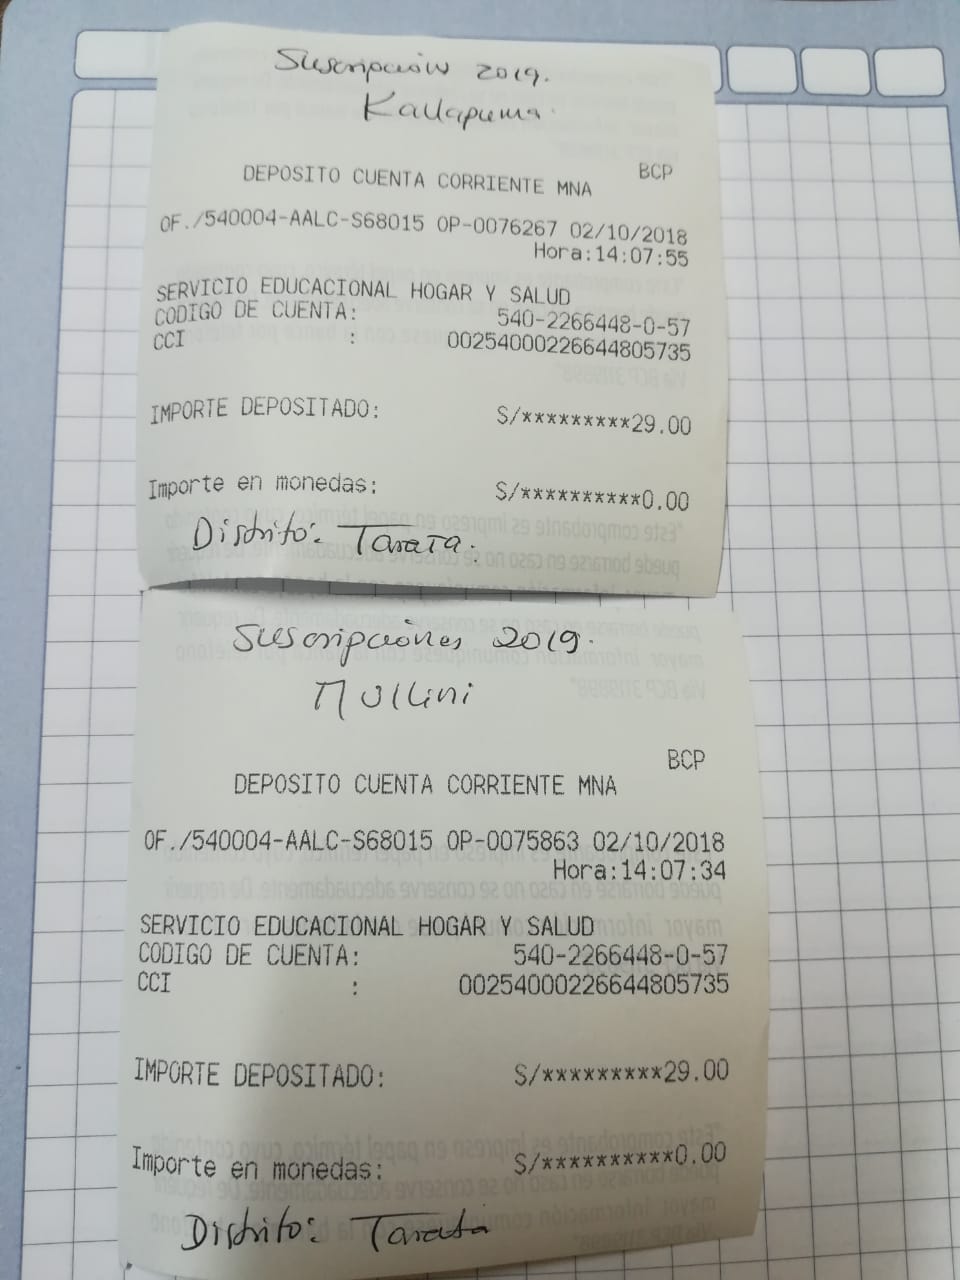 Suscripción 2019.
Kallapuma.
BCP
DEPOSITO CUENTA CORRIENTE MNA
OF./540004-AALC-S68015 OP-0076267 02/10/2018
Hora:14:07:55
SERVICIO EDUCACIONAL HOGAR Y SALUD
CODIGO DE CUENTA: 540-2266448-0-57
CCI : 00254000226644805735
IMPORTE DEPOSITADO: S/*********29.00
Importe en monedas: S/**********0.00
Distrito: Tarata.
Suscripciones 2019.
Mullini
BCP
DEPOSITO CUENTA CORRIENTE MNA
OF./540004-AALC-S68015 OP-0075863 02/10/2018
Hora:14:07:34
SERVICIO EDUCACIONAL HOGAR Y SALUD
CODIGO DE CUENTA: 540-2266448-0-57
CCI : 00254000226644805735
IMPORTE DEPOSITADO: S/*********29.00
Importe en monedas: S/**********0.00
Distrito: Tarata